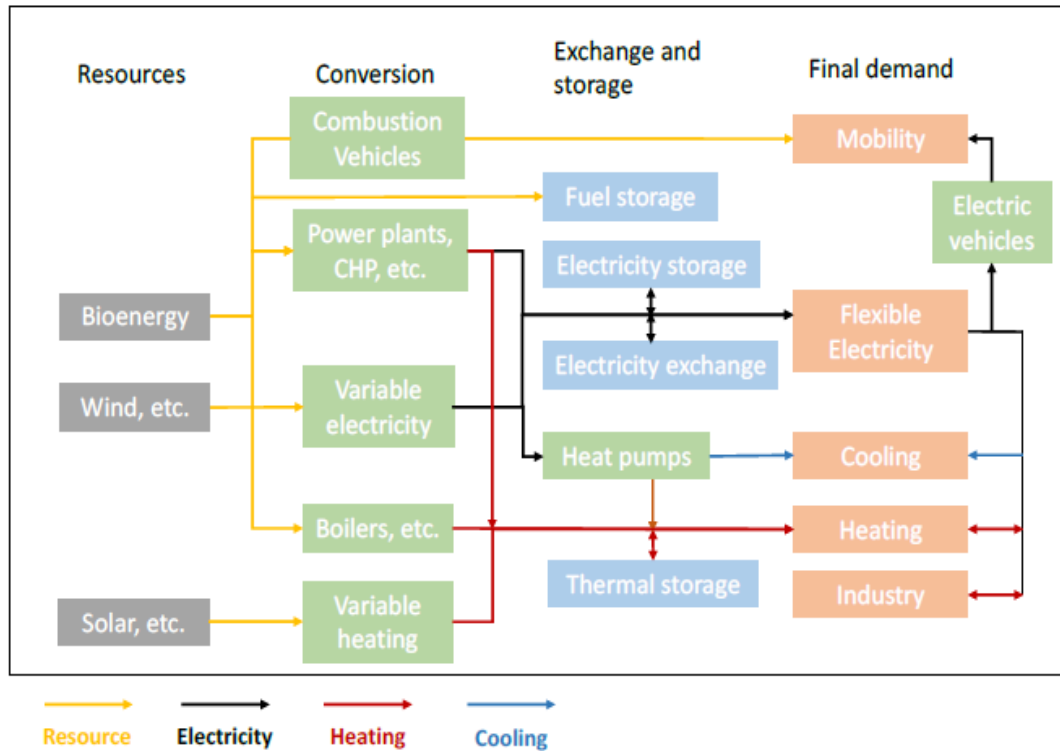 Resources
Conversion
Exchange and
storage
Final demand
Combustion
Vehicles
Mobility
Fuel storage
Electric
vehicles
Power plants,
CHP, etc.
Electricity storage
Bioenergy
Flexible
Electricity
Electricity exchange
Wind, etc.
Variable
electricity
Heat pumps
Cooling
Boilers, etc.
Heating
Thermal storage
Industry
Solar, etc.
Variable
heating
Resource
Electricity
Heating
Cooling